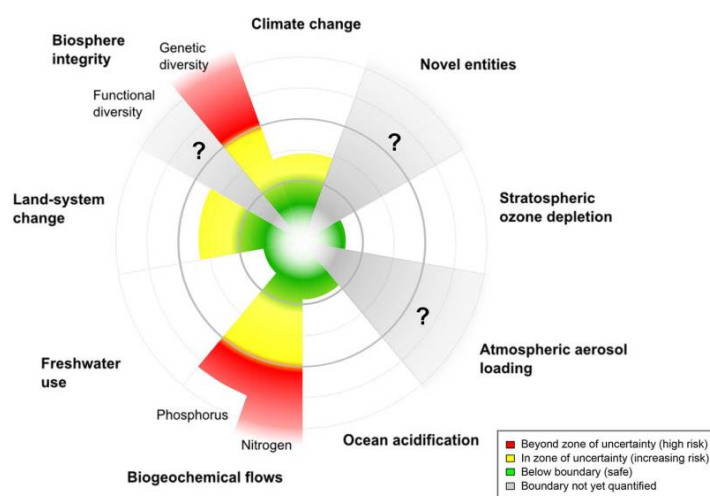 Climate change
Biosphere
integrity
Genetic
diversity
Novel entities
Functional
diversity
?
?
Land-system
change
Stratospheric
ozone depletion
?
Freshwater
use
Atmospheric aerosol
loading
Phosphorus
Nitrogen
Ocean acidification
Biogeochemical flows
Beyond zone of uncertainty (high risk)
In zone of uncertainty (increasing risk)
Below boundary (safe)
Boundary not yet quantified